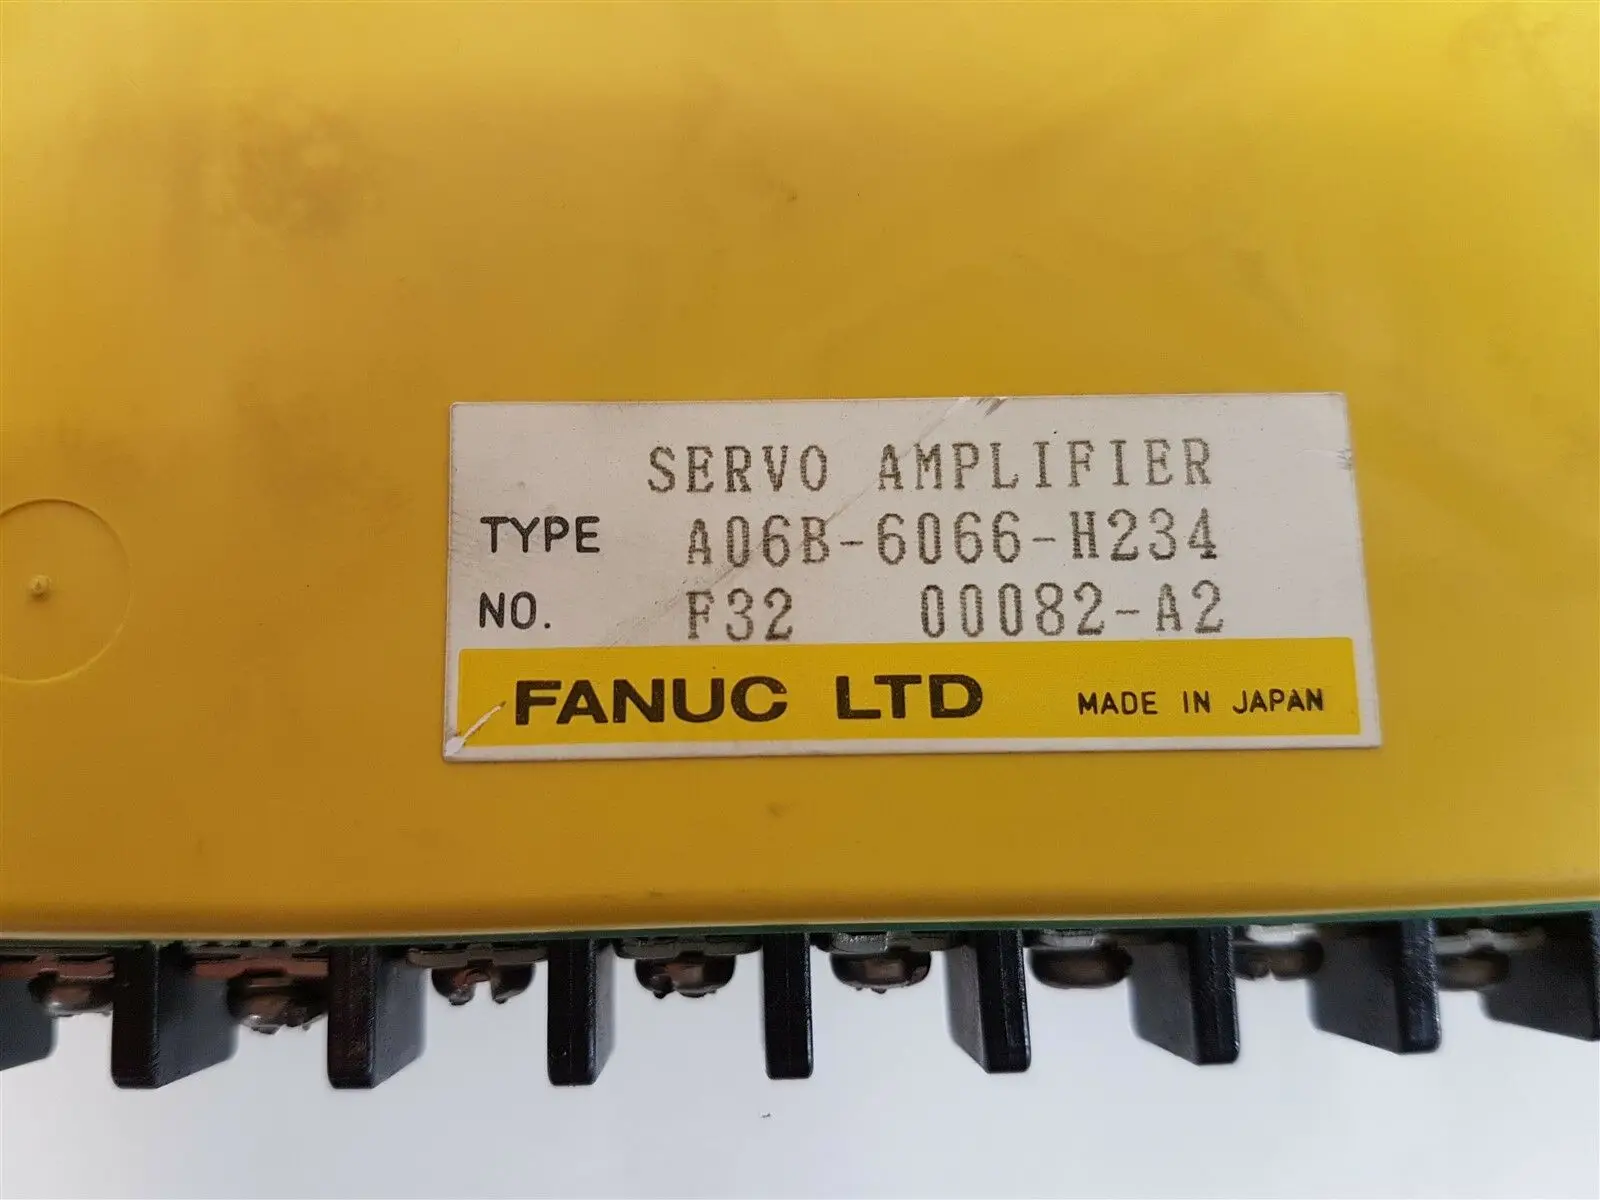 SERVO AMPLIFIER
TYPE A06B-6066-H234
NO. F32 00082-A2
FANUC LTD MADE IN JAPAN